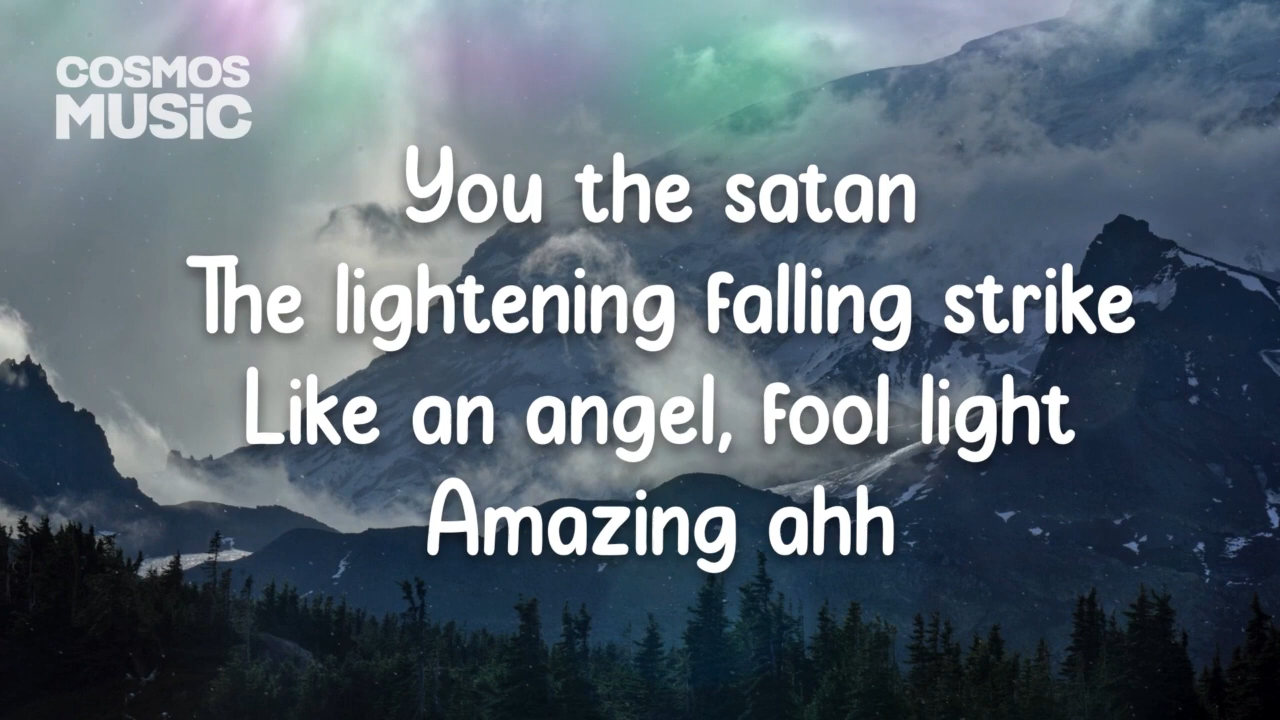 COSMOS
MUSiC
You the satan
The lightening falling strike
Like an angel, fool light
Amazing ahh